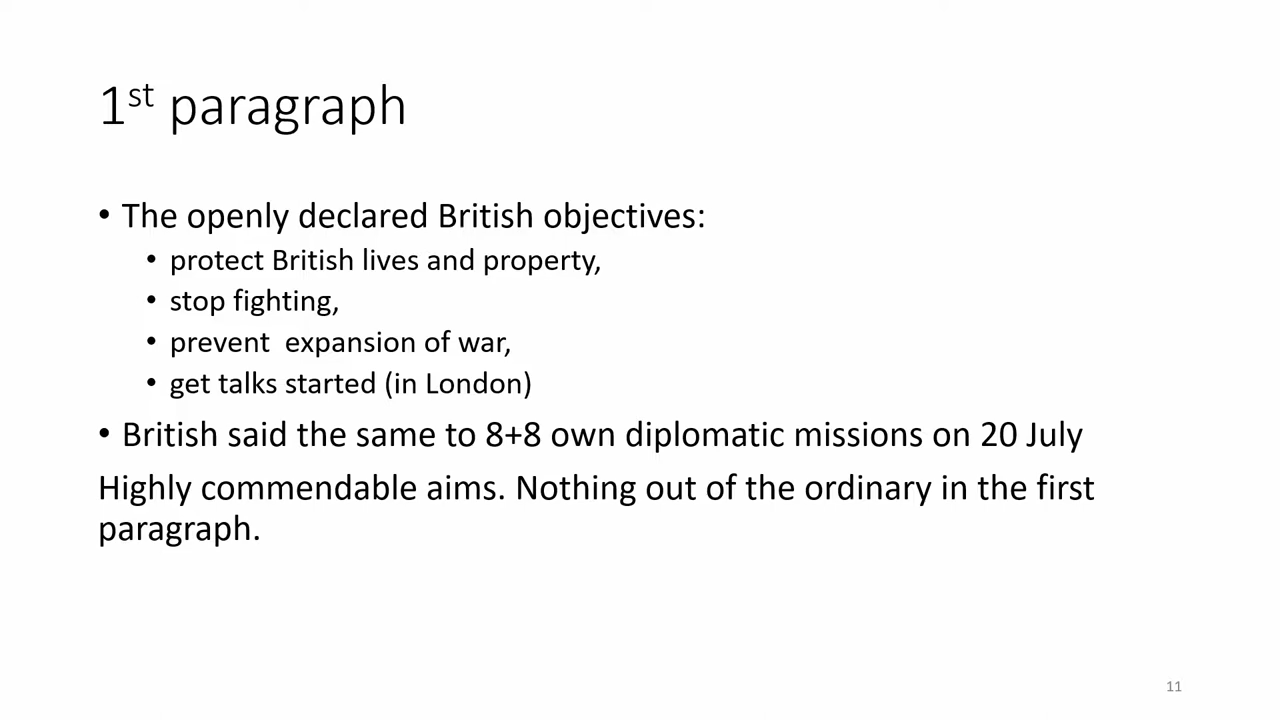 1st paragraph
• The openly declared British objectives:
• protect British lives and property,
• stop fighting,
• prevent  expansion of war,
• get talks started (in London)
• British said the same to 8+8 own diplomatic missions on 20 July
Highly commendable aims. Nothing out of the ordinary in the first
paragraph.
11